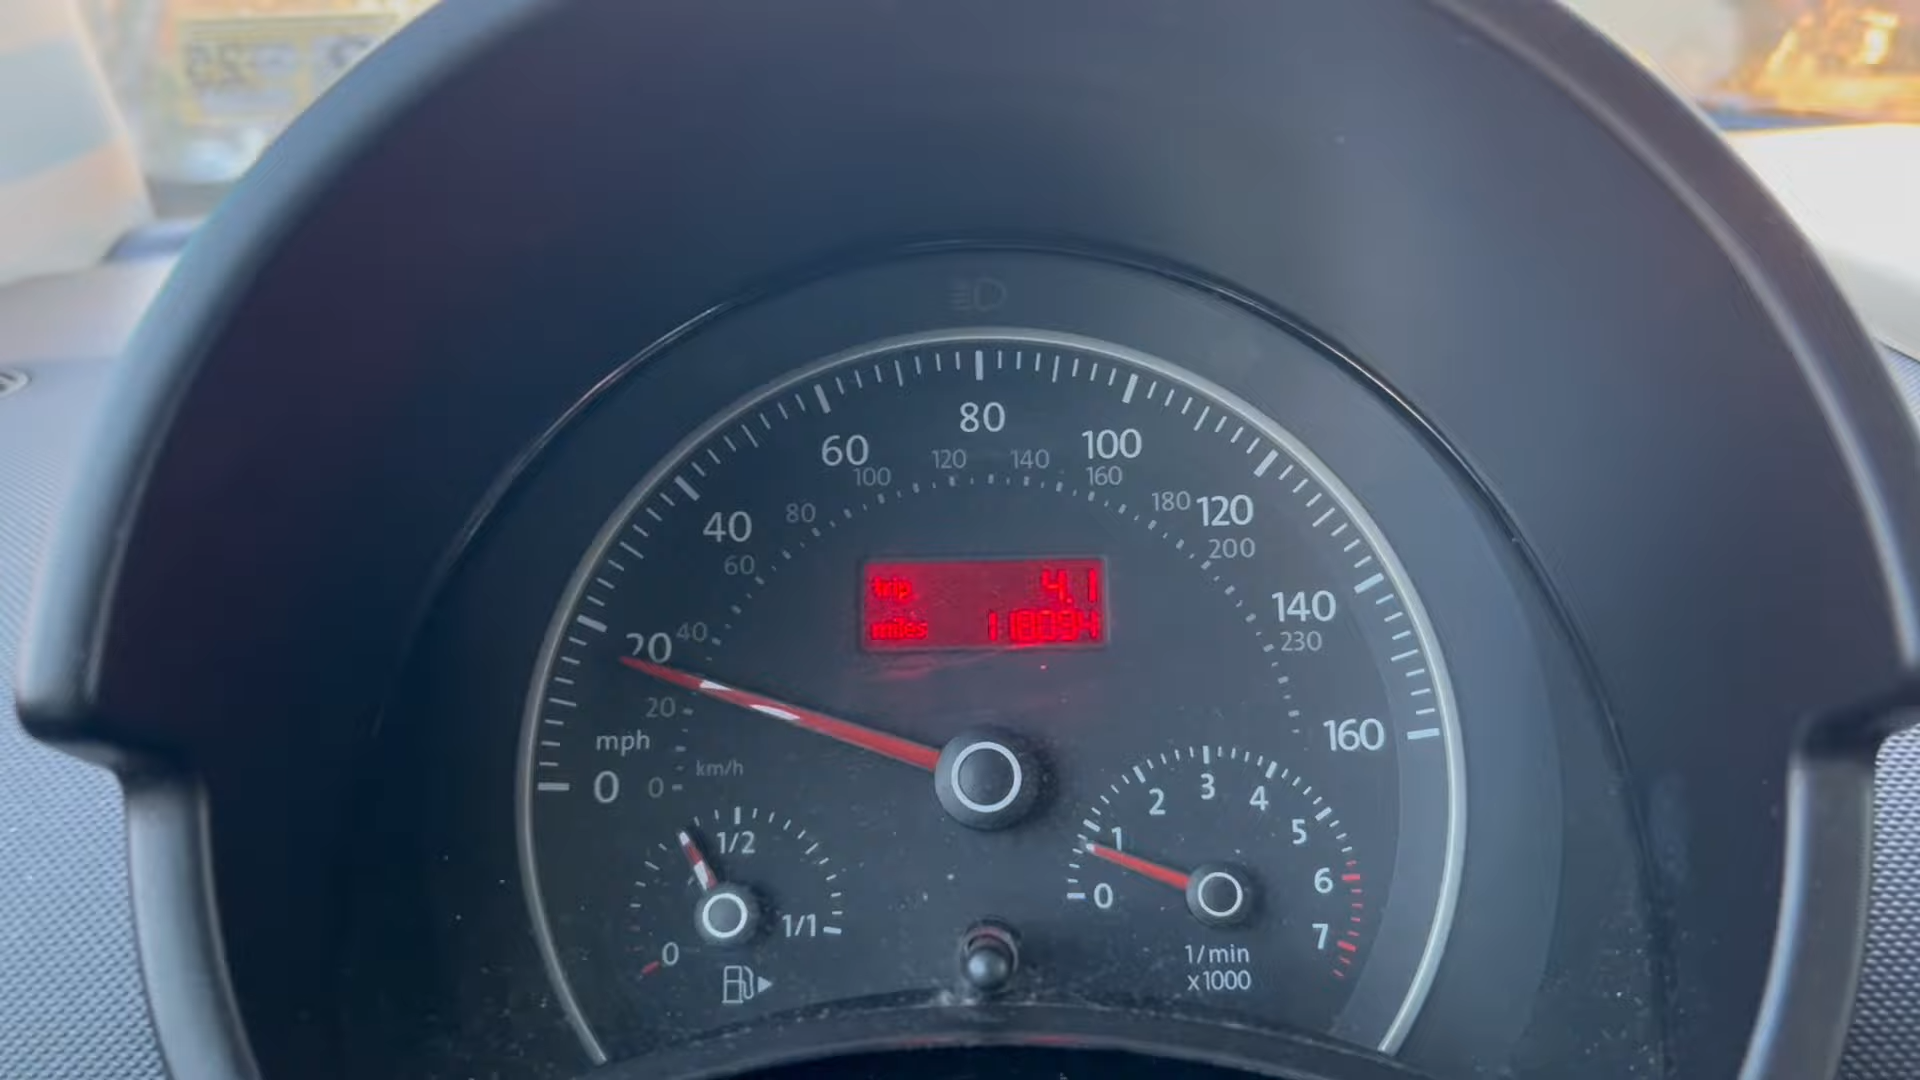 80
60 100
100 120 140 160
40 80 180 120
60 200
trip 4.1
140
miles 118094
20 40 230
20
mph 160
km/h
0 0
3
2 4
1/2 1 5
6
0
1/1 7
0
1/min
x1000